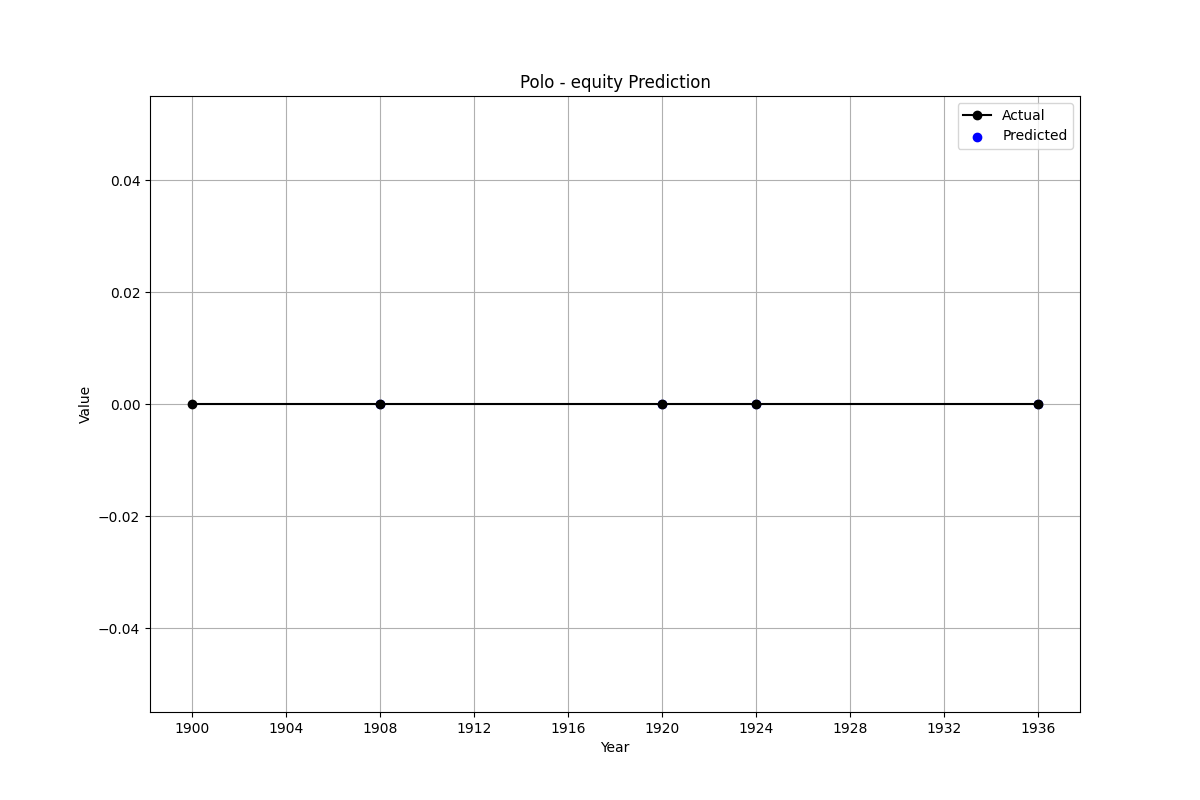 Polo - equity Prediction
Actual
Predicted
0.04
0.02
0.00
−0.02
−0.04
Value
1900 1904 1908 1912 1916 1920 1924 1928 1932 1936
Year